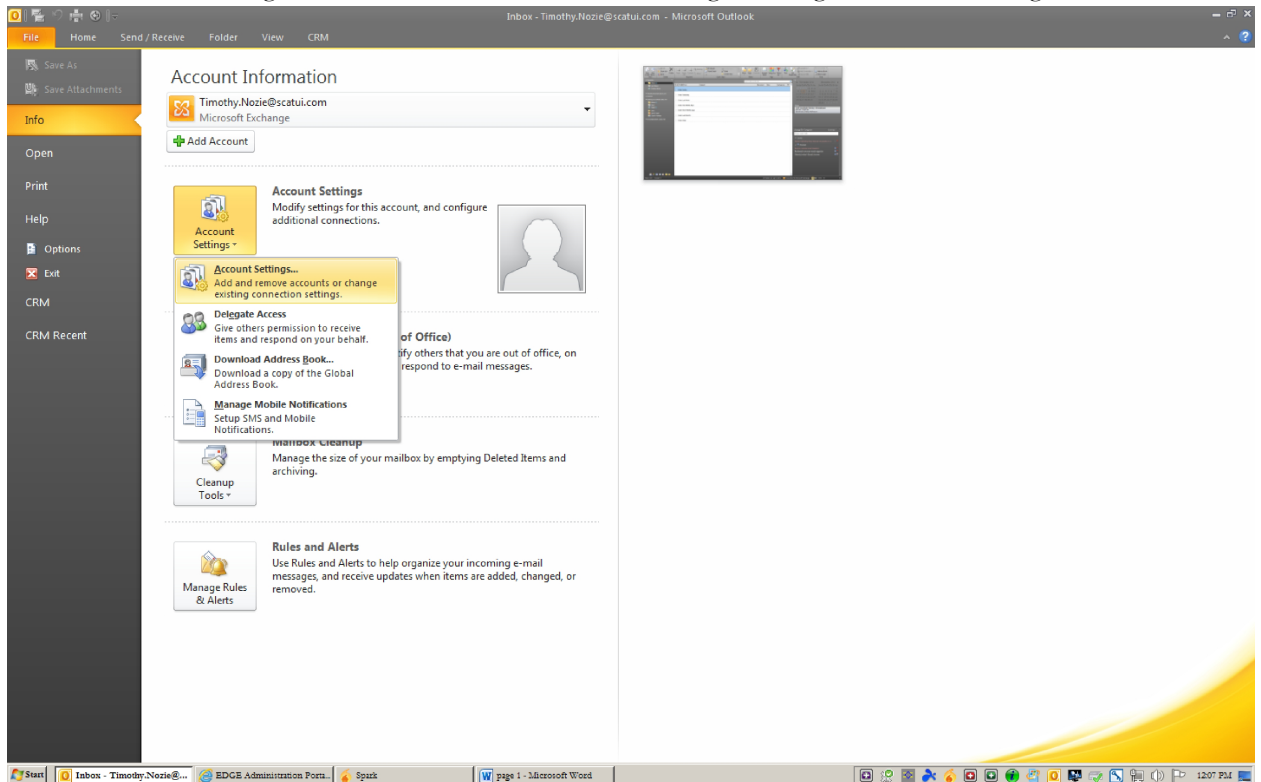 Inbox - Timothy.Nozie@scatui.com - Microsoft Outlook
File Home Send / Receive Folder View CRM
Save As
Save Attachments
Info
Open
Print
Help
Options
Exit
CRM
CRM Recent
Account Information
Timothy.Nozie@scatui.com
Microsoft Exchange
Add Account
Account
Settings
Account Settings
Modify settings for this account, and configure
additional connections.
Account Settings...
Add and remove accounts or change
existing connection settings.
Delegate Access
Give others permission to receive
items and respond on your behalf.
Download Address Book...
Download a copy of the Global
Address Book.
Manage Mobile Notifications
Setup SMS and Mobile
Notifications.
of Office)
tify others that you are out of office, on
respond to e-mail messages.
Cleanup
Tools
Mailbox Cleanup
Manage the size of your mailbox by emptying Deleted Items and
archiving.
Manage Rules
& Alerts
Rules and Alerts
Use Rules and Alerts to help organize your incoming e-mail
messages, and receive updates when items are added, changed, or
removed.
Start Inbox - Timothy.Nozie@... EDGE Administration Porta... Spark page 1 - Microsoft Word 12:07 PM